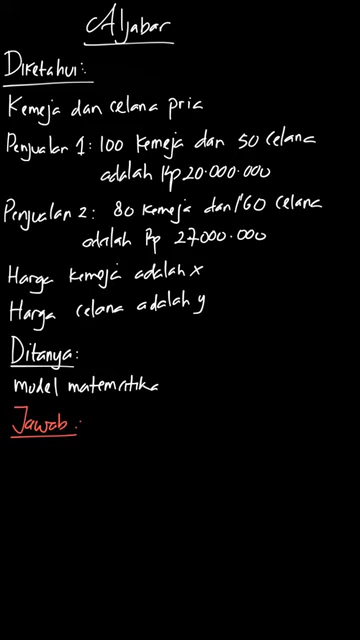 Aljabar
Diketahui:
Kemeja dan celana pria
Penjualan 1: 100 kemeja dan 50 celana
adalah Rp 20.000.000
Penjualan 2: 80 kemeja dan 160 celana
adalah Rp 27.000.000
Harga kemeja adalah x
Harga celana adalah y
Ditanya:
model matematika
Jawab: